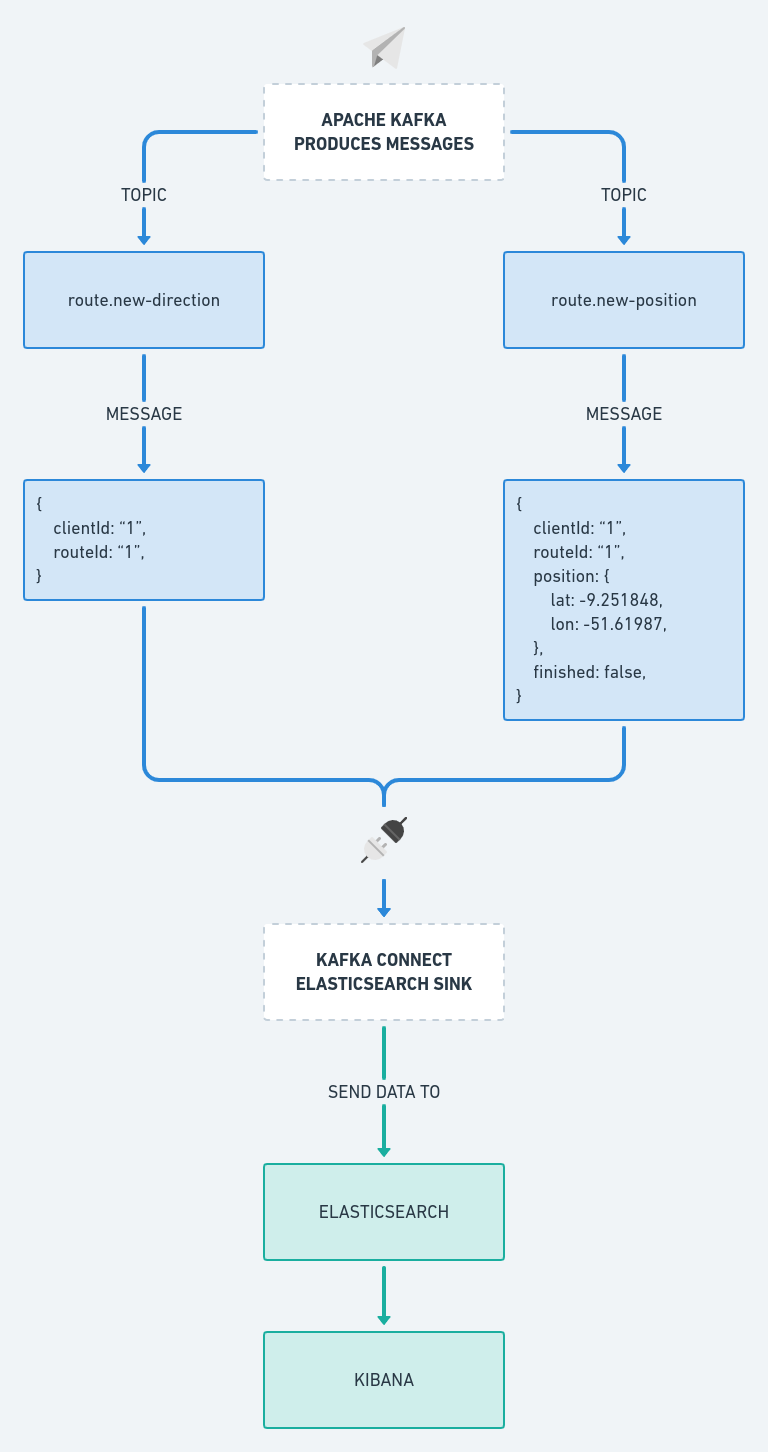 APACHE KAFKA
PRODUCES MESSAGES
TOPIC
TOPIC
route.new-direction
route.new-position
MESSAGE
MESSAGE
{
clientId: “1”,
routeId: “1”,
}
{
clientId: “1”,
routeId: “1”,
position: {
lat: -9.251848,
lon: -51.61987,
},
finished: false,
}
KAFKA CONNECT
ELASTICSEARCH SINK
SEND DATA TO
ELASTICSEARCH
KIBANA